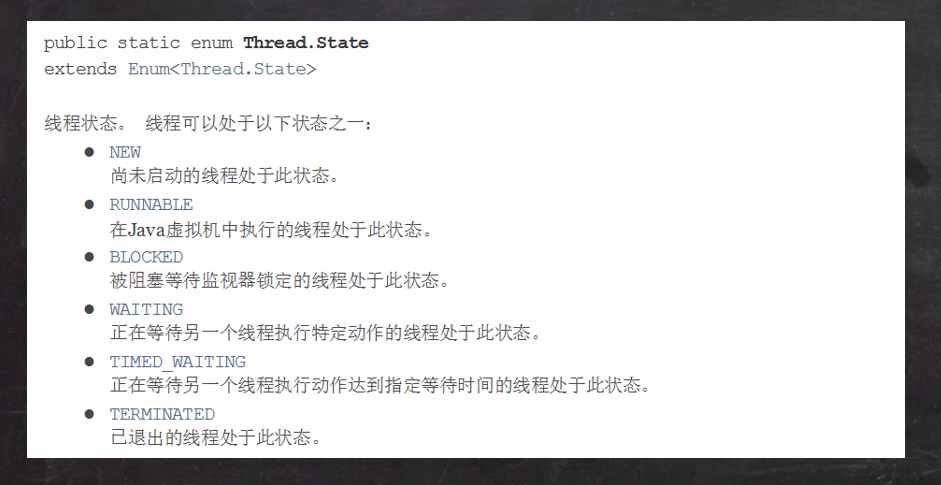 public static enum Thread.State
extends Enum<Thread.State>
线程状态。 线程可以处于以下状态之一:
● NEW
尚未启动的线程处于此状态。
● RUNNABLE
在Java虚拟机中执行的线程处于此状态。
● BLOCKED
被阻塞等待监视器锁定的线程处于此状态。
● WAITING
正在等待另一个线程执行特定动作的线程处于此状态。
● TIMED_WAITING
正在等待另一个线程执行动作达到指定等待时间的线程处于此状态。
● TERMINATED
已退出的线程处于此状态。